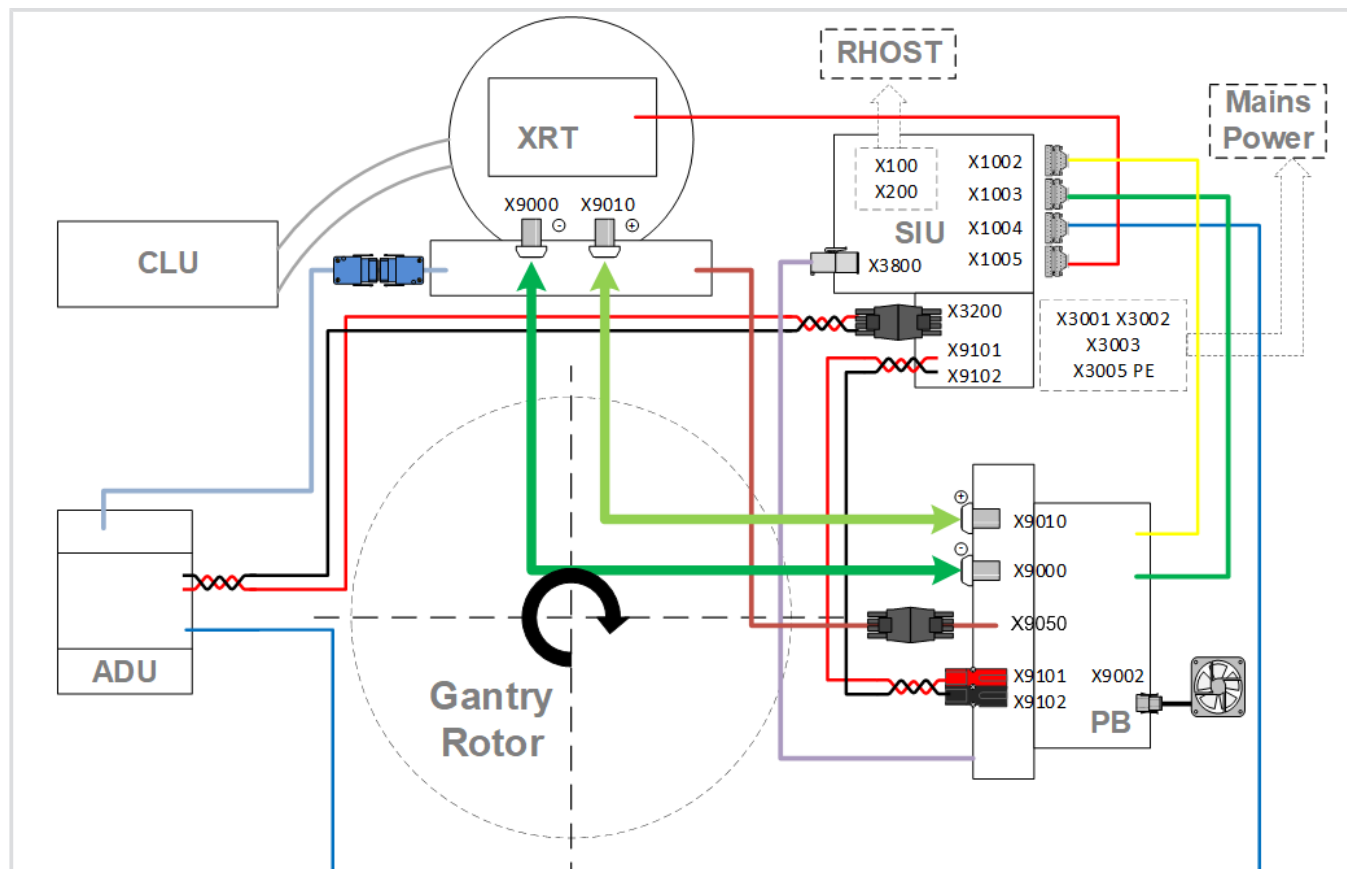 RHOST
Mains
Power
XRT
X100
X200
X1002
X1003
X1004
X1005
SIU
X9000
X9010
CLU
X3800
X3200
X3001 X3002
X3003
X3005 PE
X9101
X9102
X9010
X9000
X9050
X9101
X9102
X9002
PB
ADU
Gantry
Rotor